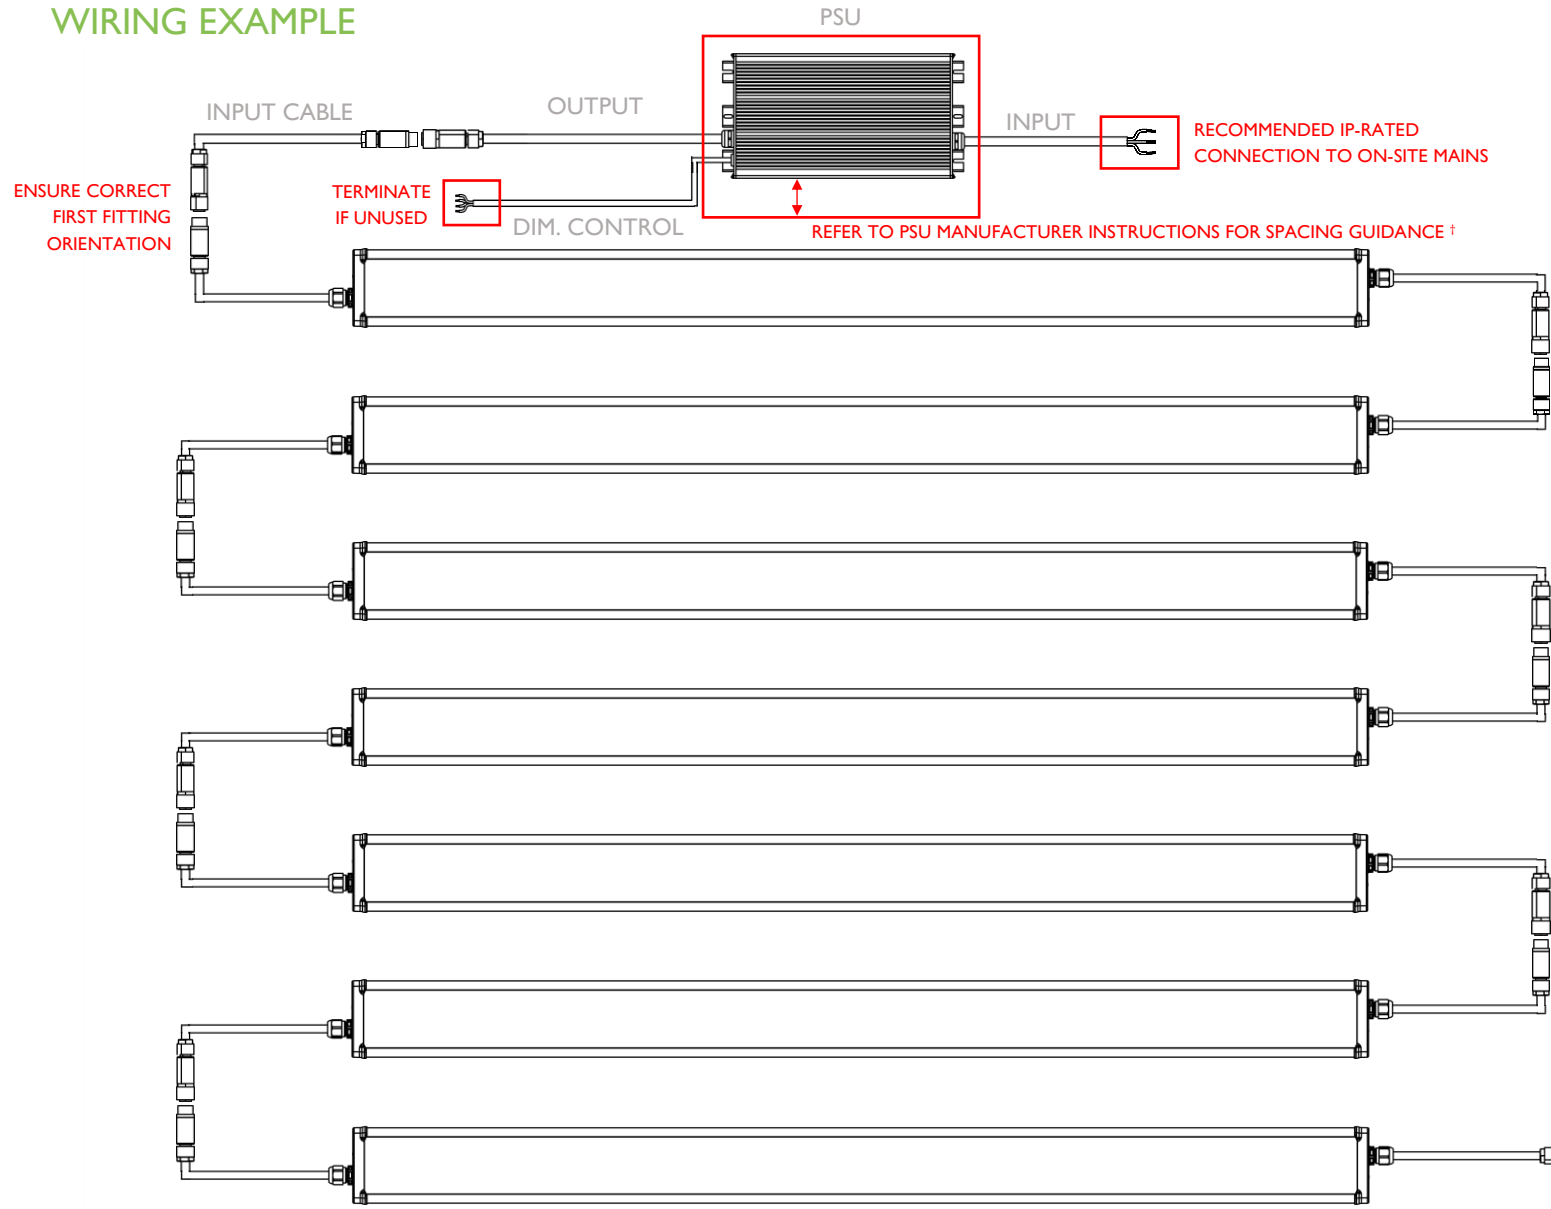 WIRING EXAMPLE
PSU
INPUT CABLE
OUTPUT
INPUT
RECOMMENDED IP-RATED
CONNECTION TO ON-SITE MAINS
ENSURE CORRECT
FIRST FITTING
ORIENTATION
TERMINATE
IF UNUSED
DIM. CONTROL
REFER TO PSU MANUFACTURER INSTRUCTIONS FOR SPACING GUIDANCE †